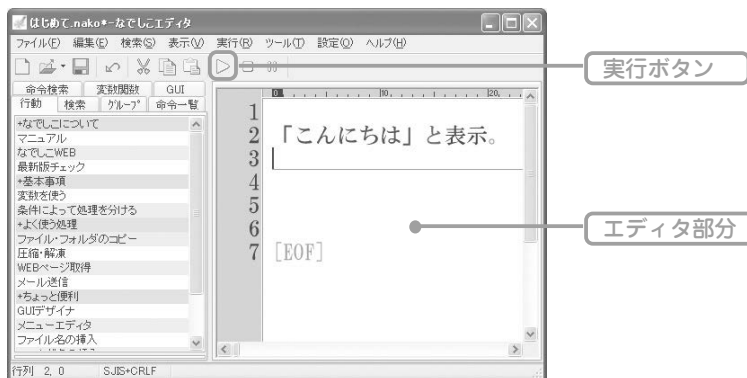 はじめて.nako*-なでしこエディタ
ファイル(F) 編集(E) 検索(S) 表示(V) 実行(R) ツール(T) 設定(O) ヘルプ(H)
実行ボタン
命令検索 変数関数 GUI
行動 検索 グループ 命令一覧
+なでしこについて
マニュアル
なでしこWEB
最新版チェック
+基本事項
変数を使う
条件によって処理を分ける
+よく使う処理
ファイル・フォルダのコピー
圧縮・解凍
WEBページ取得
メール送信
+ちょっと便利
GUIデザイナ
メニューエディタ
ファイル名の挿入
0 10 20
1
2 「こんにちは」と表示。
3
4
5
6
7 [EOF]
エディタ部分
行列 2, 0 SJIS+CRLF